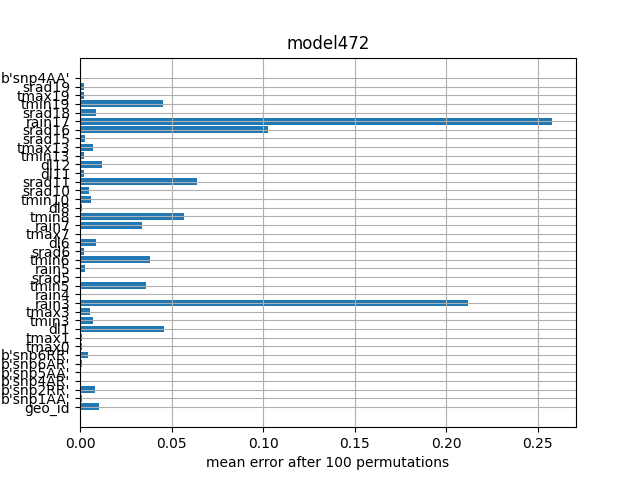 model472
b'snp4AA'
srad19
tmax19
tmin19
srad18
rain17
srad16
srad15
tmax13
tmin13
dl12
dl11
srad11
srad10
tmin10
dl8
tmin8
rain7
tmax7
dl6
srad6
tmin6
rain5
srad5
tmin5
rain4
rain3
tmax3
tmin3
dl1
tmax1
tmax0
b'snp6RR'
b'snp6AR'
b'snp5AA'
b'snp4AR'
b'snp2RR'
b'snp1AA'
geo_id
0.00 0.05 0.10 0.15 0.20 0.25
mean error after 100 permutations